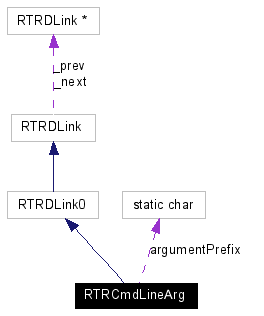 RTRDLink *
_prev
_next
RTRDLink
RTRDLink0
static char
argumentPrefix
RTRCmdLineArg